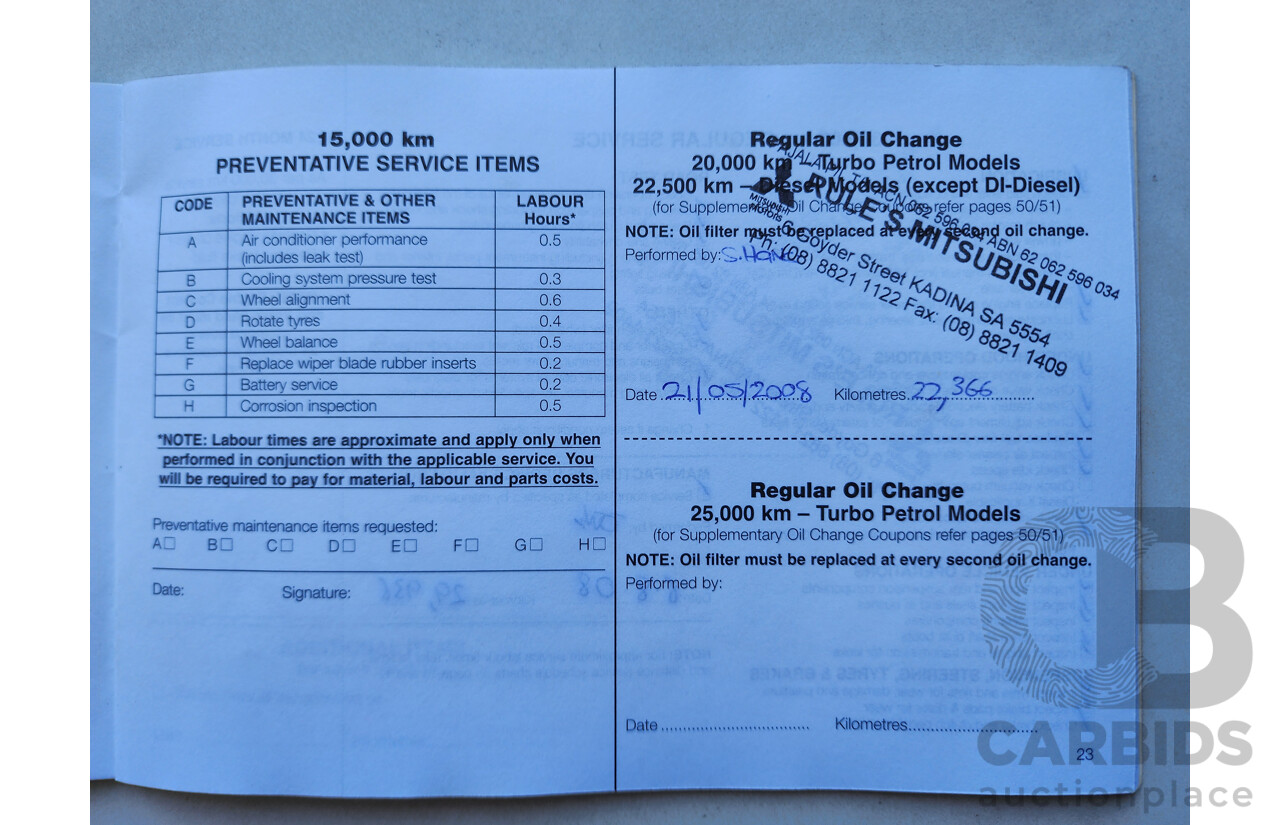 15,000 km
PREVENTATIVE SERVICE ITEMS
CODE PREVENTATIVE & OTHER MAINTENANCE ITEMS LABOUR Hours*
A Air conditioner performance (includes leak test) 0.5
B Cooling system pressure test 0.3
C Wheel alignment 0.6
D Rotate tyres 0.4
E Wheel balance 0.5
F Replace wiper blade rubber inserts 0.2
G Battery service 0.2
H Corrosion inspection 0.5
*NOTE: Labour times are approximate and apply only when
performed in conjunction with the applicable service. You
will be required to pay for material, labour and parts costs.
Preventative maintenance items requested:
A B C D E F G H
Date: Signature:
Regular Oil Change
20,000 km – Turbo Petrol Models
22,500 km – Diesel Models (except DI-Diesel)
(for Supplementary Oil Change Coupons refer pages 50/51)
NOTE: Oil filter must be replaced at every second oil change.
Performed by:
ABN 62 062 596 034
RULE'S MITSUBISHI
MITSUBISHI
MOTORS
6 Goyder Street KADINA SA 5554
Ph: (08) 8821 1122 Fax: (08) 8821 1409
Date 21/05/2008 Kilometres 22,366
Regular Oil Change
25,000 km – Turbo Petrol Models
(for Supplementary Oil Change Coupons refer pages 50/51)
NOTE: Oil filter must be replaced at every second oil change.
Performed by:
Date Kilometres
23
CARBIDS
auctionplace